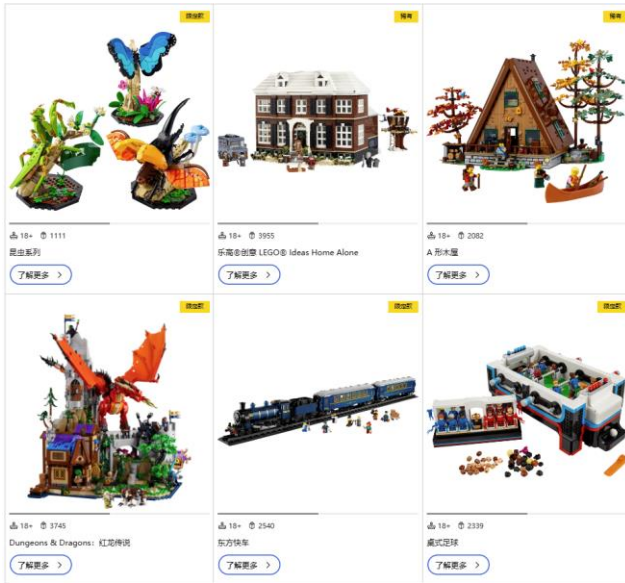 限定款
稀有
稀有
18+ 1111
18+ 3955
18+ 2082
昆虫系列
乐高®创意 LEGO® Ideas Home Alone
A 形木屋
了解更多
了解更多
了解更多
限定款
限定款
限定款
18+ 3745
18+ 2540
18+ 2339
Dungeons & Dragons：红龙传说
东方快车
桌式足球
了解更多
了解更多
了解更多